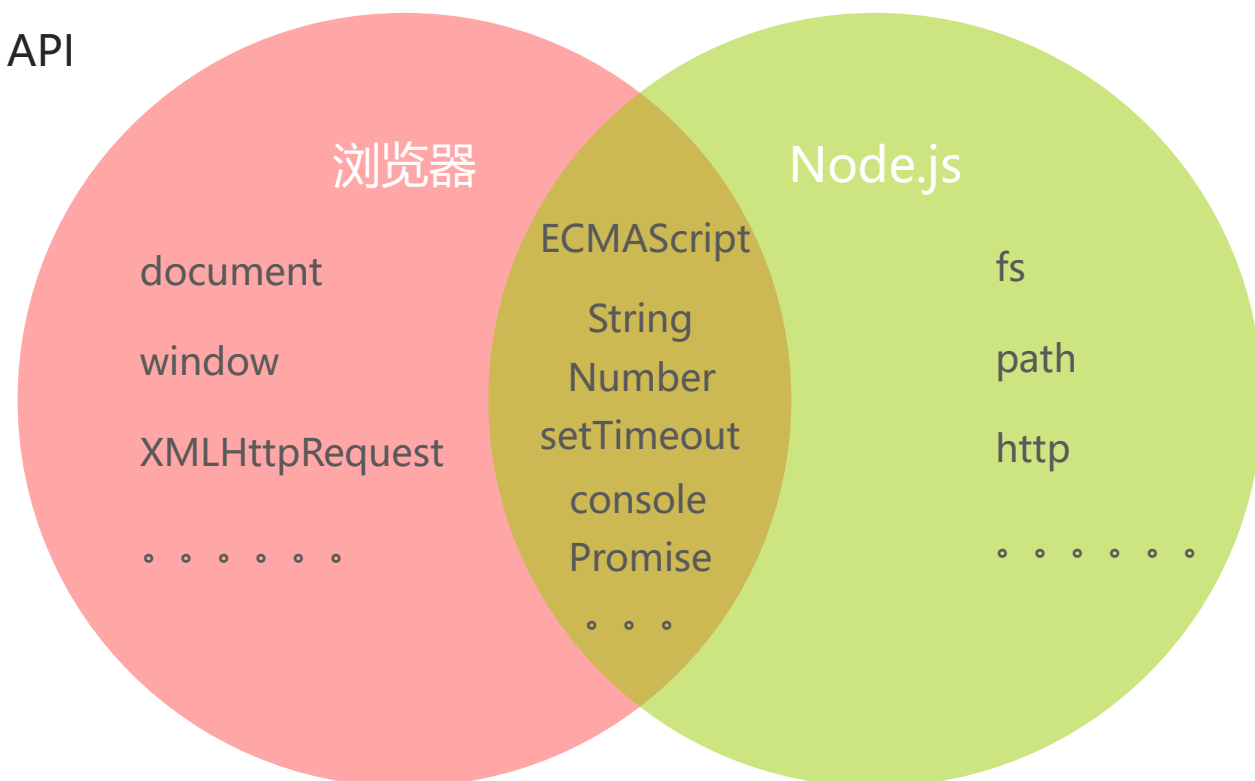 API
浏览器
document
window
XMLHttpRequest
。。。。。。
ECMAScript
String
Number
setTimeout
console
Promise
。。。
Node.js
fs
path
http
。。。。。。